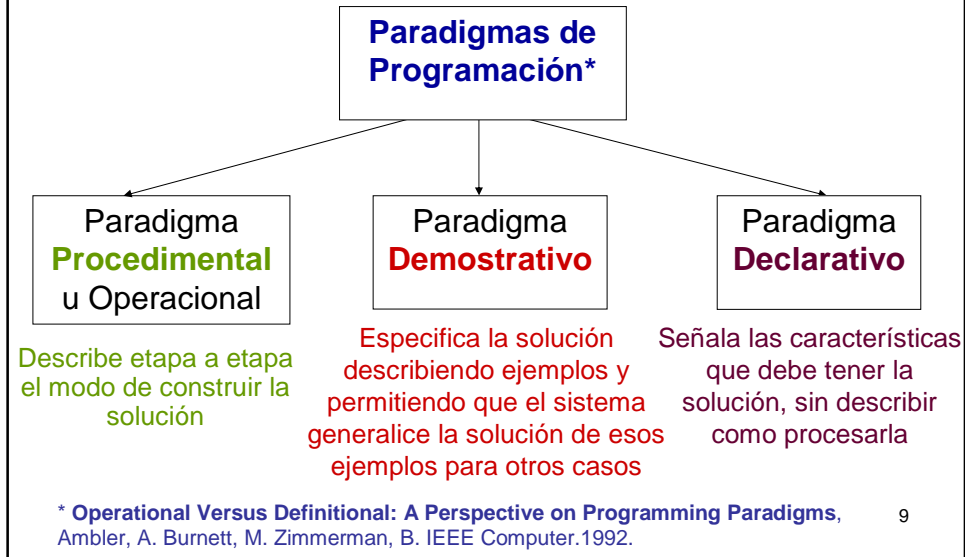 Paradigmas de
Programación*
Paradigma
Procedimental
u Operacional
Describe etapa a etapa
el modo de construir la
solución
Paradigma
Demostrativo
Especifica la solución
describiendo ejemplos y
permitiendo que el sistema
generalice la solución de esos
ejemplos para otros casos
Paradigma
Declarativo
Señala las características
que debe tener la
solución, sin describir
como procesarla
* Operational Versus Definitional: A Perspective on Programming Paradigms,
Ambler, A. Burnett, M. Zimmerman, B. IEEE Computer.1992.
9